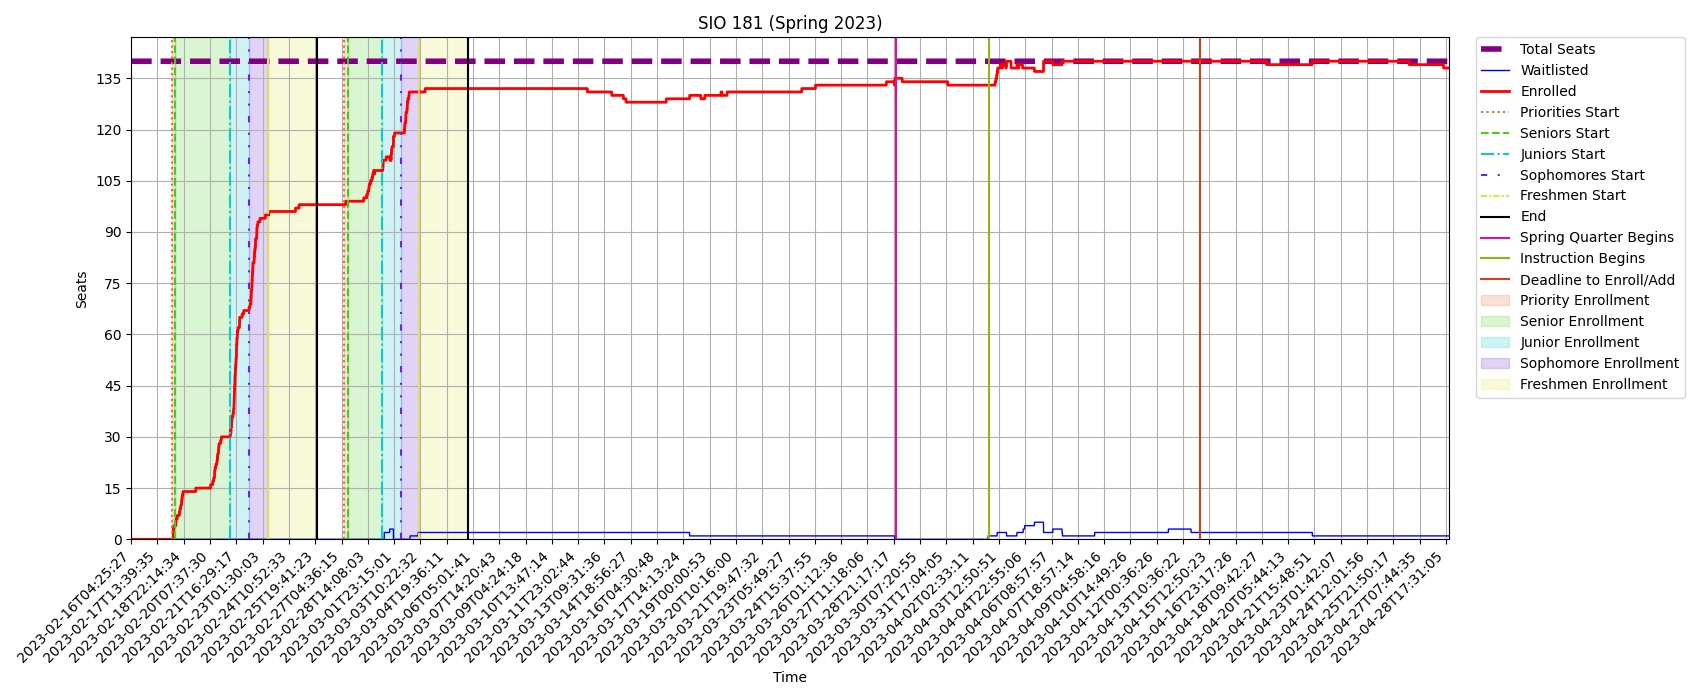 SIO 181 (Spring 2023)
Seats
135
120
105
90
75
60
45
30
15
0
2023-02-16T04:25:27
2023-02-17T13:39:35
2023-02-18T22:14:34
2023-02-20T07:37:30
2023-02-21T16:29:17
2023-02-23T01:30:03
2023-02-24T10:52:33
2023-02-25T19:41:23
2023-02-27T04:36:15
2023-02-28T14:08:03
2023-03-01T23:15:01
2023-03-03T10:22:32
2023-03-04T19:36:11
2023-03-06T05:01:41
2023-03-07T14:20:43
2023-03-09T04:24:18
2023-03-10T13:47:14
2023-03-11T23:02:44
2023-03-13T09:31:36
2023-03-14T18:56:27
2023-03-16T04:30:48
2023-03-17T14:13:24
2023-03-19T00:00:53
2023-03-20T10:16:00
2023-03-21T19:47:32
2023-03-23T05:49:27
2023-03-24T15:37:55
2023-03-26T01:12:36
2023-03-27T11:18:06
2023-03-28T21:17:17
2023-03-30T07:20:55
2023-03-31T17:04:05
2023-04-02T02:33:11
2023-04-03T12:50:51
2023-04-04T22:55:06
2023-04-06T08:57:57
2023-04-07T18:57:14
2023-04-09T04:58:16
2023-04-10T14:49:26
2023-04-12T00:36:26
2023-04-13T10:36:22
2023-04-15T12:50:23
2023-04-16T23:17:26
2023-04-18T09:42:27
2023-04-20T05:44:13
2023-04-21T15:48:51
2023-04-23T01:42:07
2023-04-24T12:01:56
2023-04-25T21:50:17
2023-04-27T07:44:35
2023-04-28T17:31:05
Time
Total Seats
Waitlisted
Enrolled
Priorities Start
Seniors Start
Juniors Start
Sophomores Start
Freshmen Start
End
Spring Quarter Begins
Instruction Begins
Deadline to Enroll/Add
Priority Enrollment
Senior Enrollment
Junior Enrollment
Sophomore Enrollment
Freshmen Enrollment